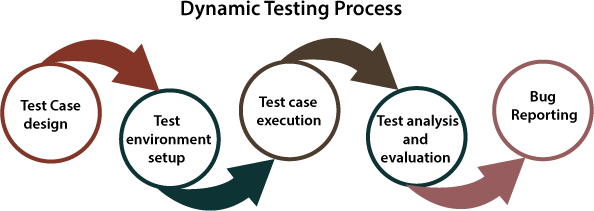 Dynamic Testing Process
Test Case
design
Test
environment
setup
Test case
execution
Test analysis
and
evaluation
Bug
Reporting